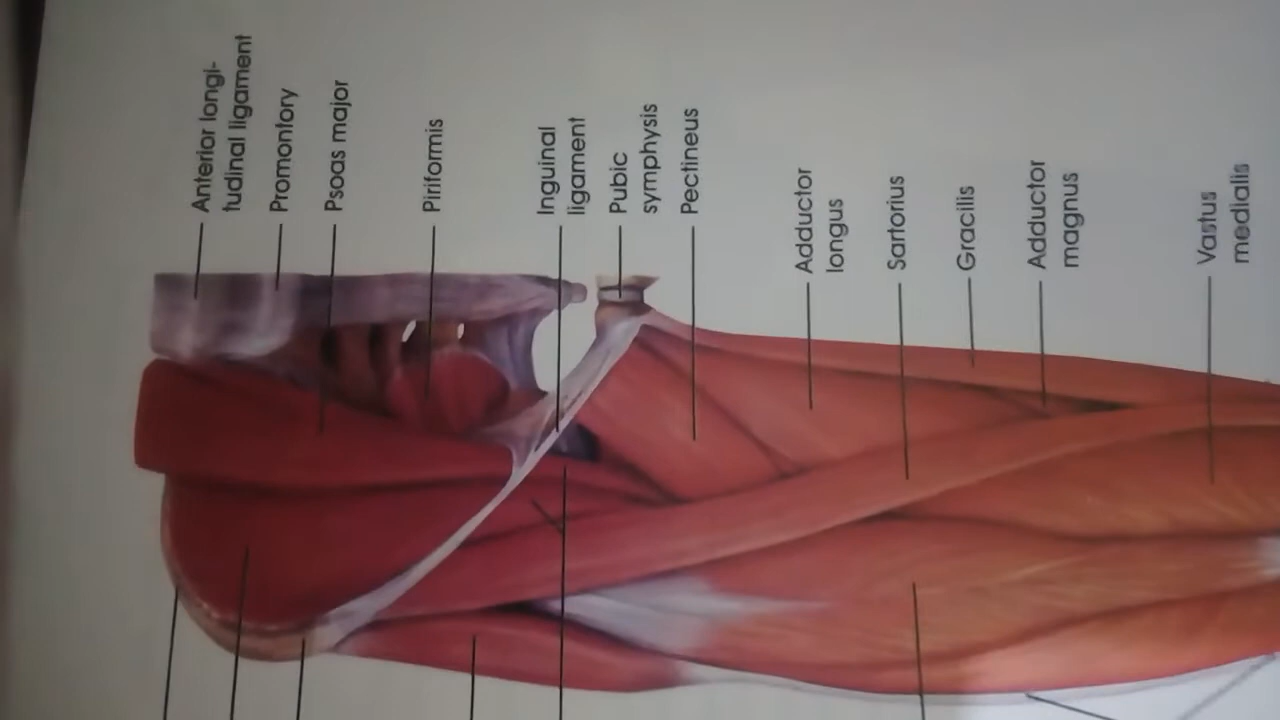 Anterior longi-
tudinal ligament
Promontory
Psoas major
Piriformis
Inguinal
ligament
Pubic
symphysis
Pectineus
Adductor
longus
Sartorius
Gracilis
Adductor
magnus
Vastus
medialis